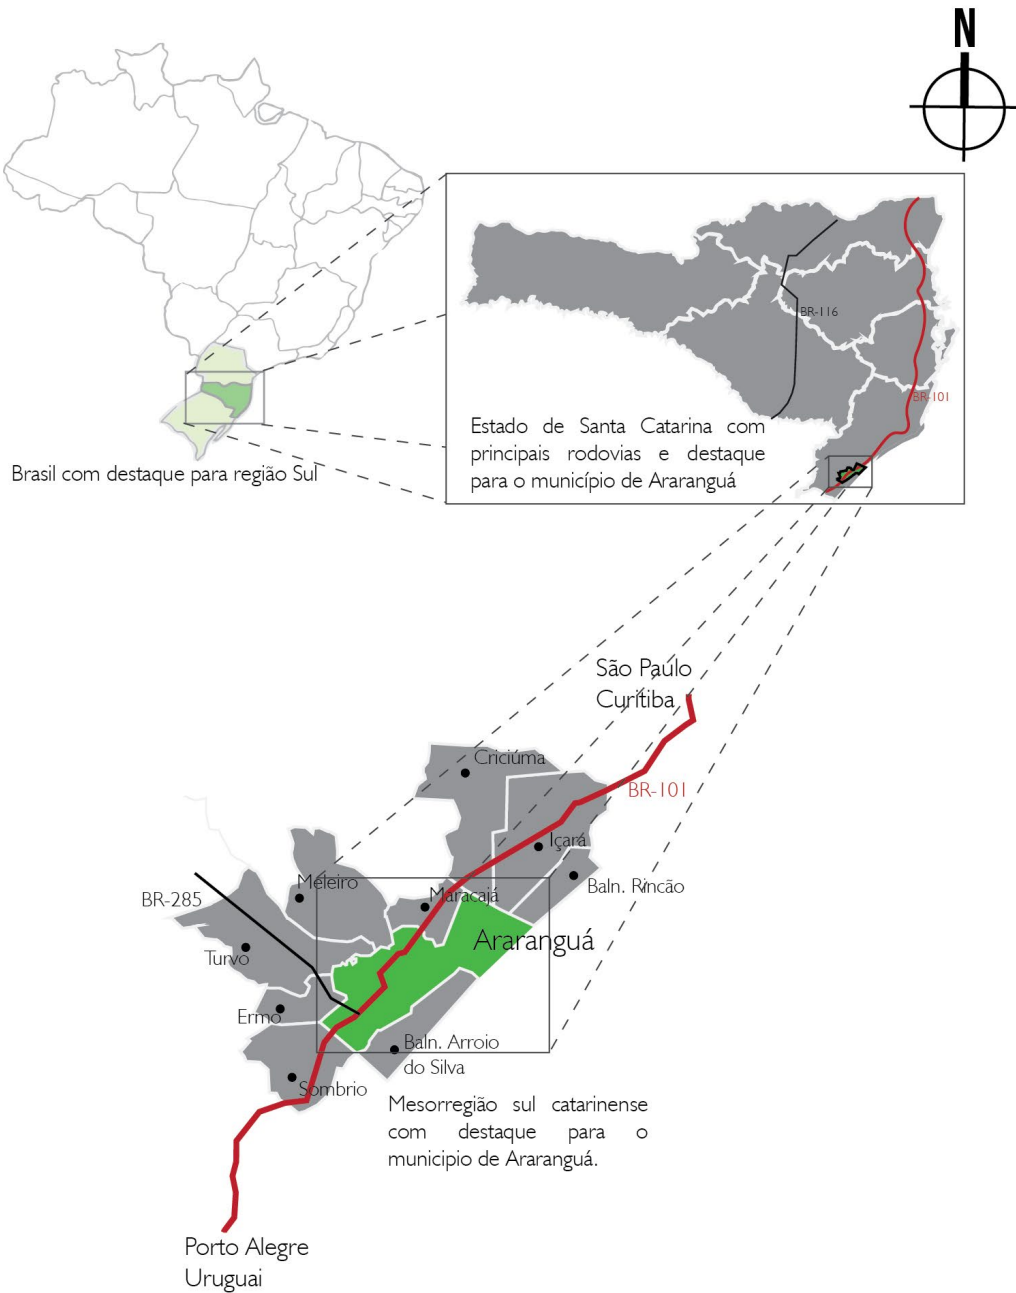 N
BR-116
BR-101
Estado de Santa Catarina com
principais rodovias e destaque
para o município de Araranguá
Brasil com destaque para região Sul
São Paulo
Curitiba
Criciúma
BR-101
Içará
Meleiro
Baln. Rincão
BR-285
Maracajá
Araranguá
Turvo
Ermo
Baln. Arroio
do Silva
Sombrio
Mesorregião sul catarinense
com destaque para o
municipio de Araranguá.
Porto Alegre
Uruguai